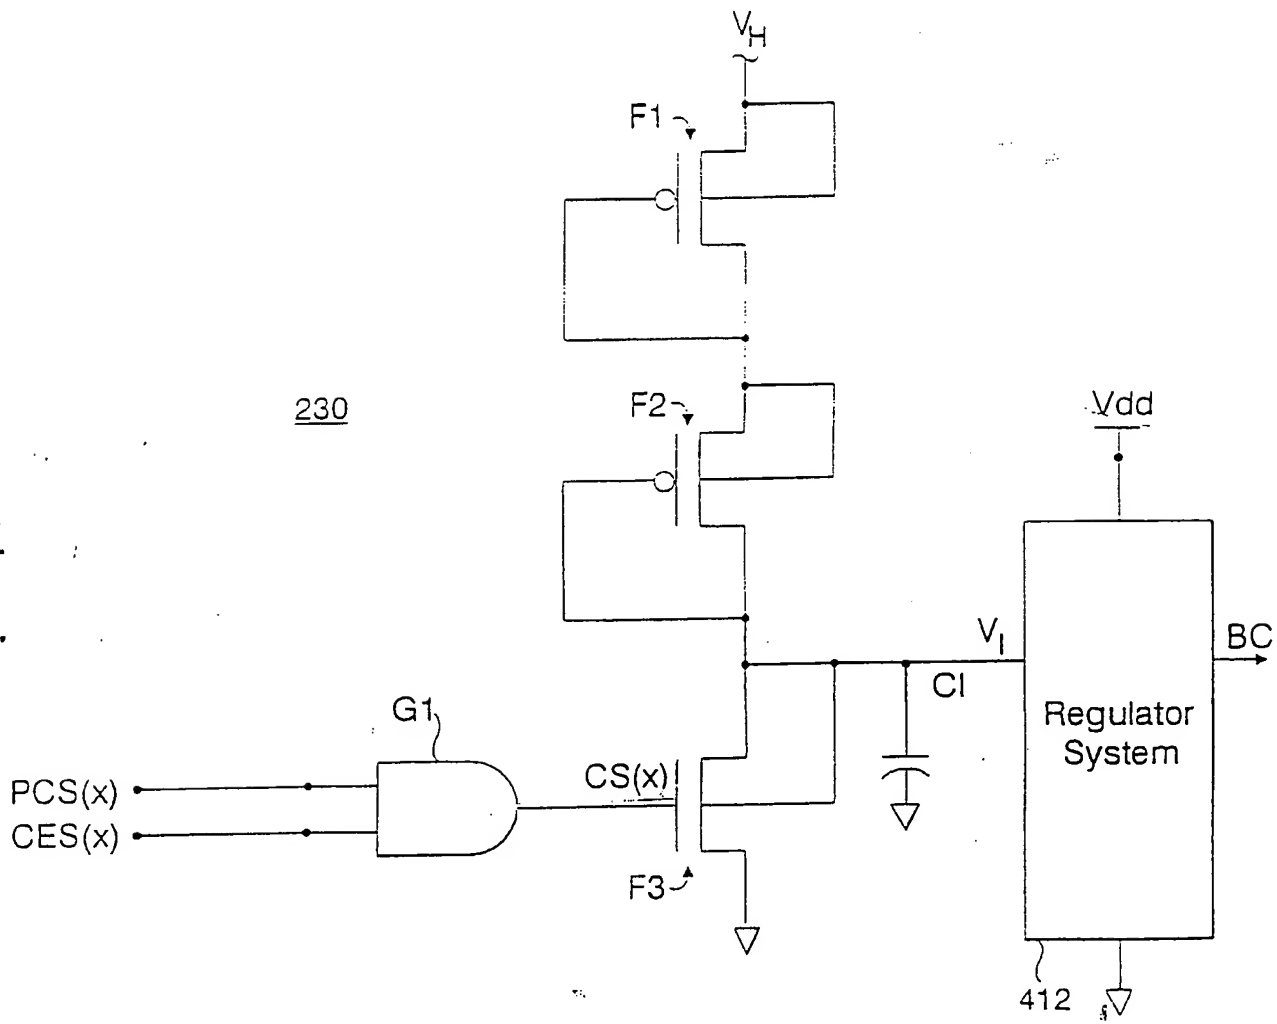 VH
F1
230
F2
Vdd
VI
BC
CI
G1
Regulator
System
CS(x)
PCS(x)
CES(x)
F3
412